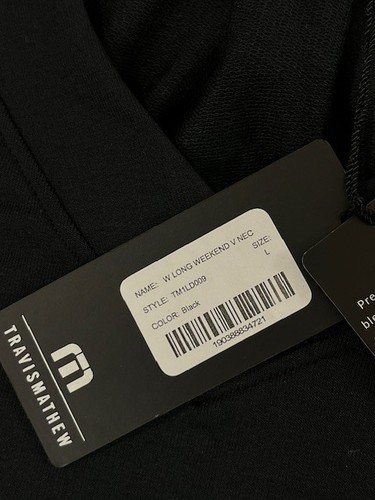 NAME: W LONG WEEKEND V NEC
STYLE: TM1LD009
SIZE:
L
COLOR: Black
190388834721
TRAVISMATHEW
Pre
ble